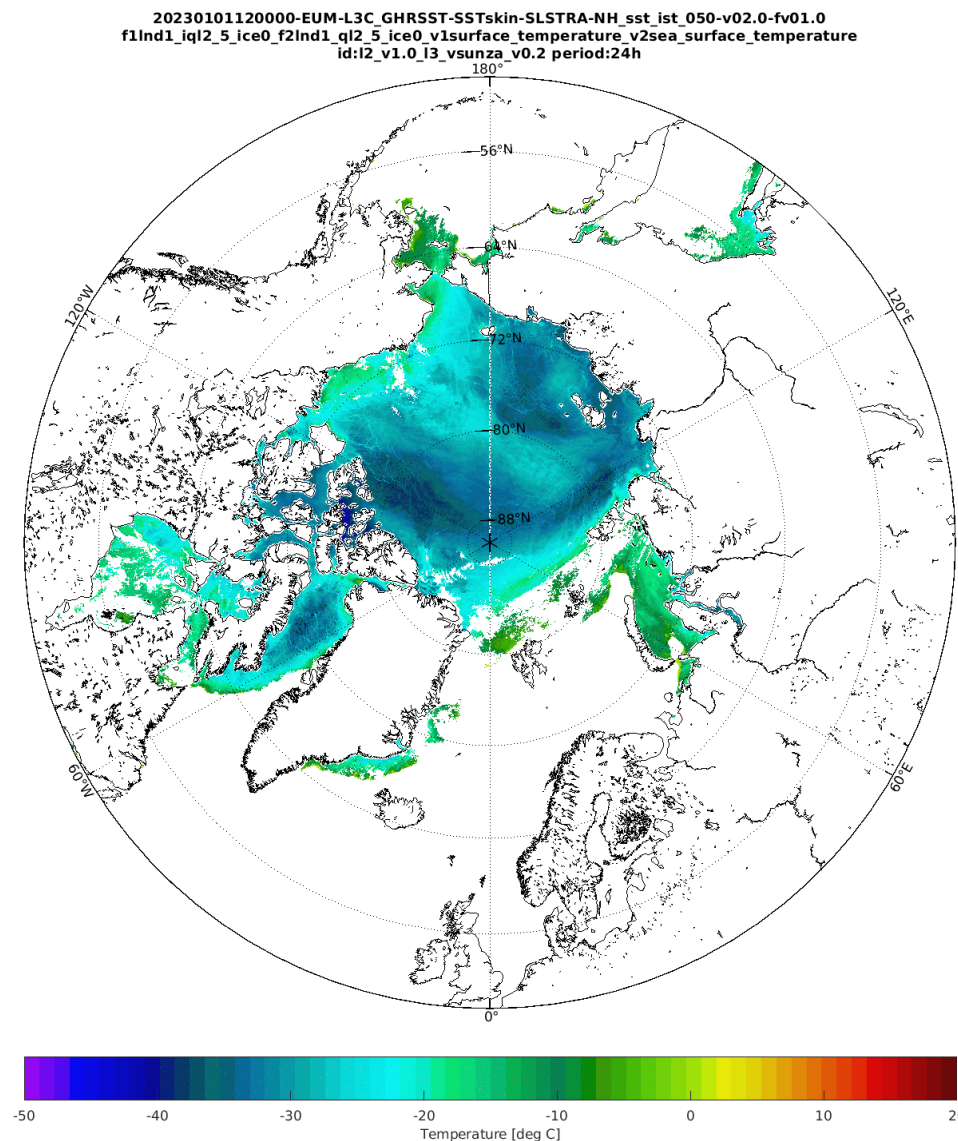 20230101120000-EUM-L3C_GHRSST-SSTskin-SLSTRA-NH_sst_ist_050-v02.0-fv01.0
f1lnd1_iql2_5_ice0_f2lnd1_ql2_5_ice0_v1surface_temperature_v2sea_surface_temperature
id:l2_v1.0_l3_vsunza_v0.2 period:24h
180°
56°N
64°N
120°W
120°E
72°N
80°N
88°N
60°W
60°E
0°
-50 -40 -30 -20 -10 0 10 20
Temperature [deg C]